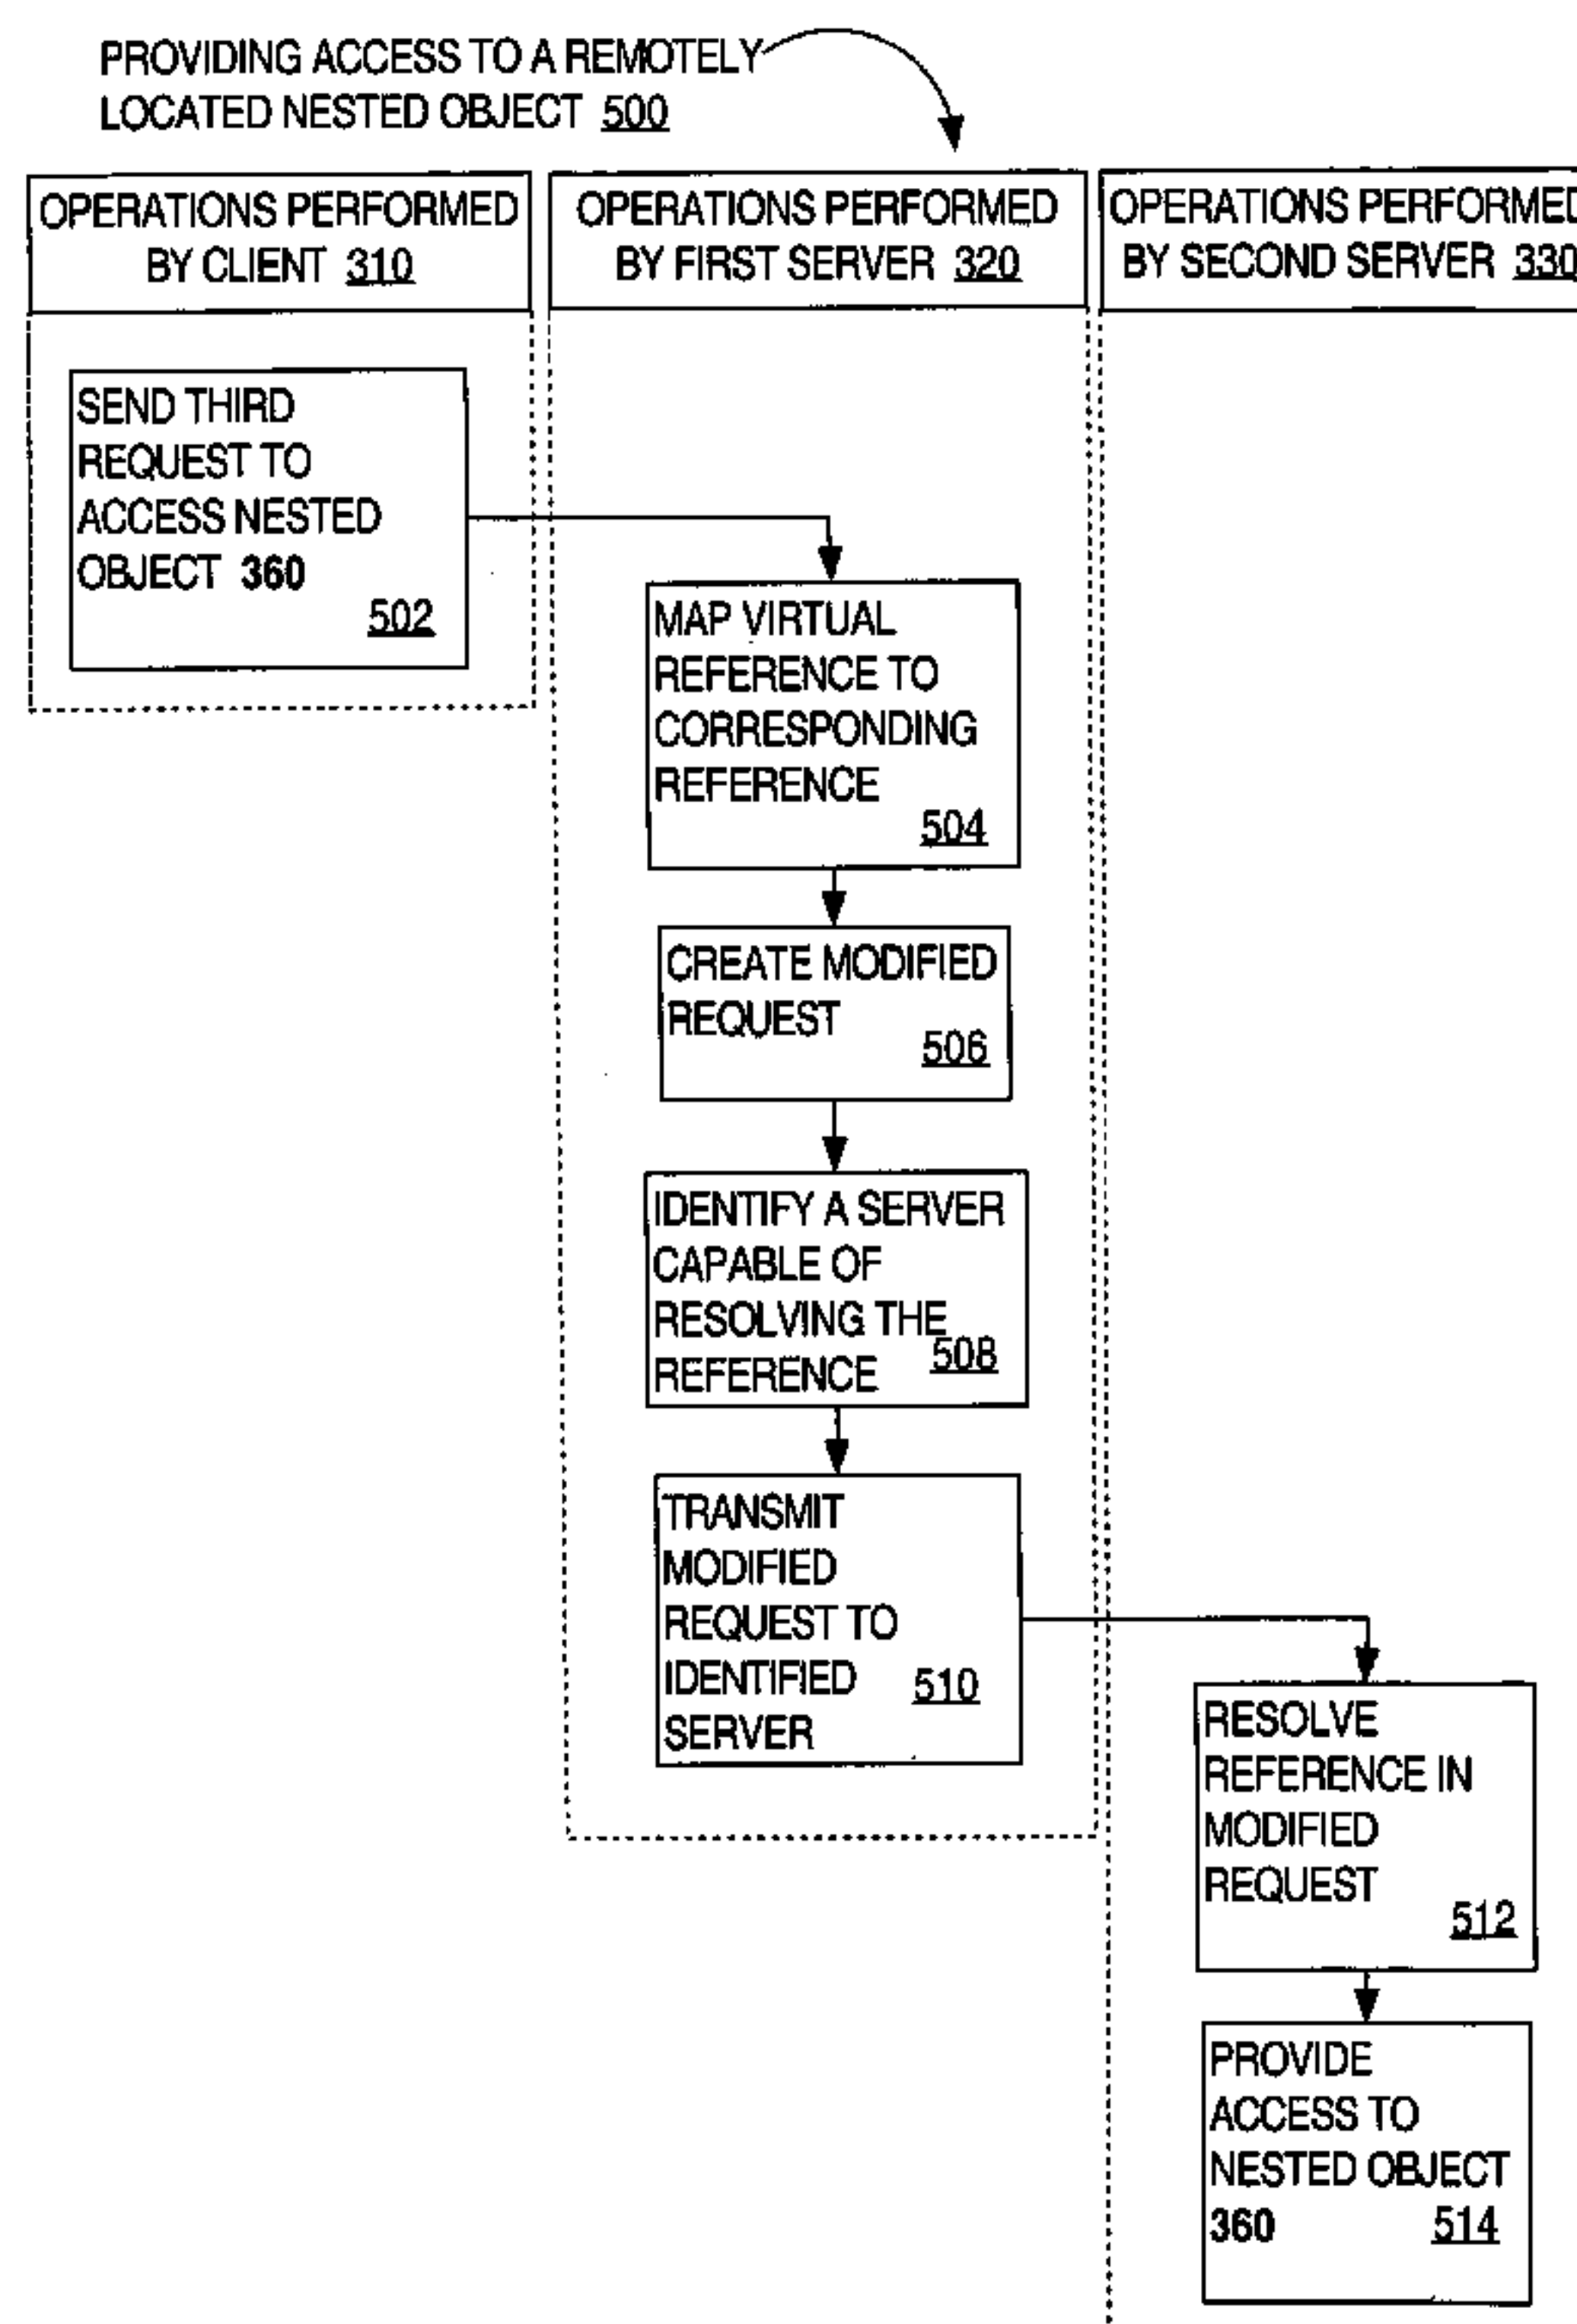 PROVIDING ACCESS TO A REMOTELY
LOCATED NESTED OBJECT 500
OPERATIONS PERFORMED
BY CLIENT 310
OPERATIONS PERFORMED
BY FIRST SERVER 320
OPERATIONS PERFORMED
BY SECOND SERVER 330
SEND THIRD
REQUEST TO
ACCESS NESTED
OBJECT 360
502
MAP VIRTUAL
REFERENCE TO
CORRESPONDING
REFERENCE
504
CREATE MODIFIED
REQUEST
506
IDENTIFY A SERVER
CAPABLE OF
RESOLVING THE
REFERENCE 508
TRANSMIT
MODIFIED
REQUEST TO
IDENTIFIED 510
SERVER
RESOLVE
REFERENCE IN
MODIFIED
REQUEST
512
PROVIDE
ACCESS TO
NESTED OBJECT
360 514